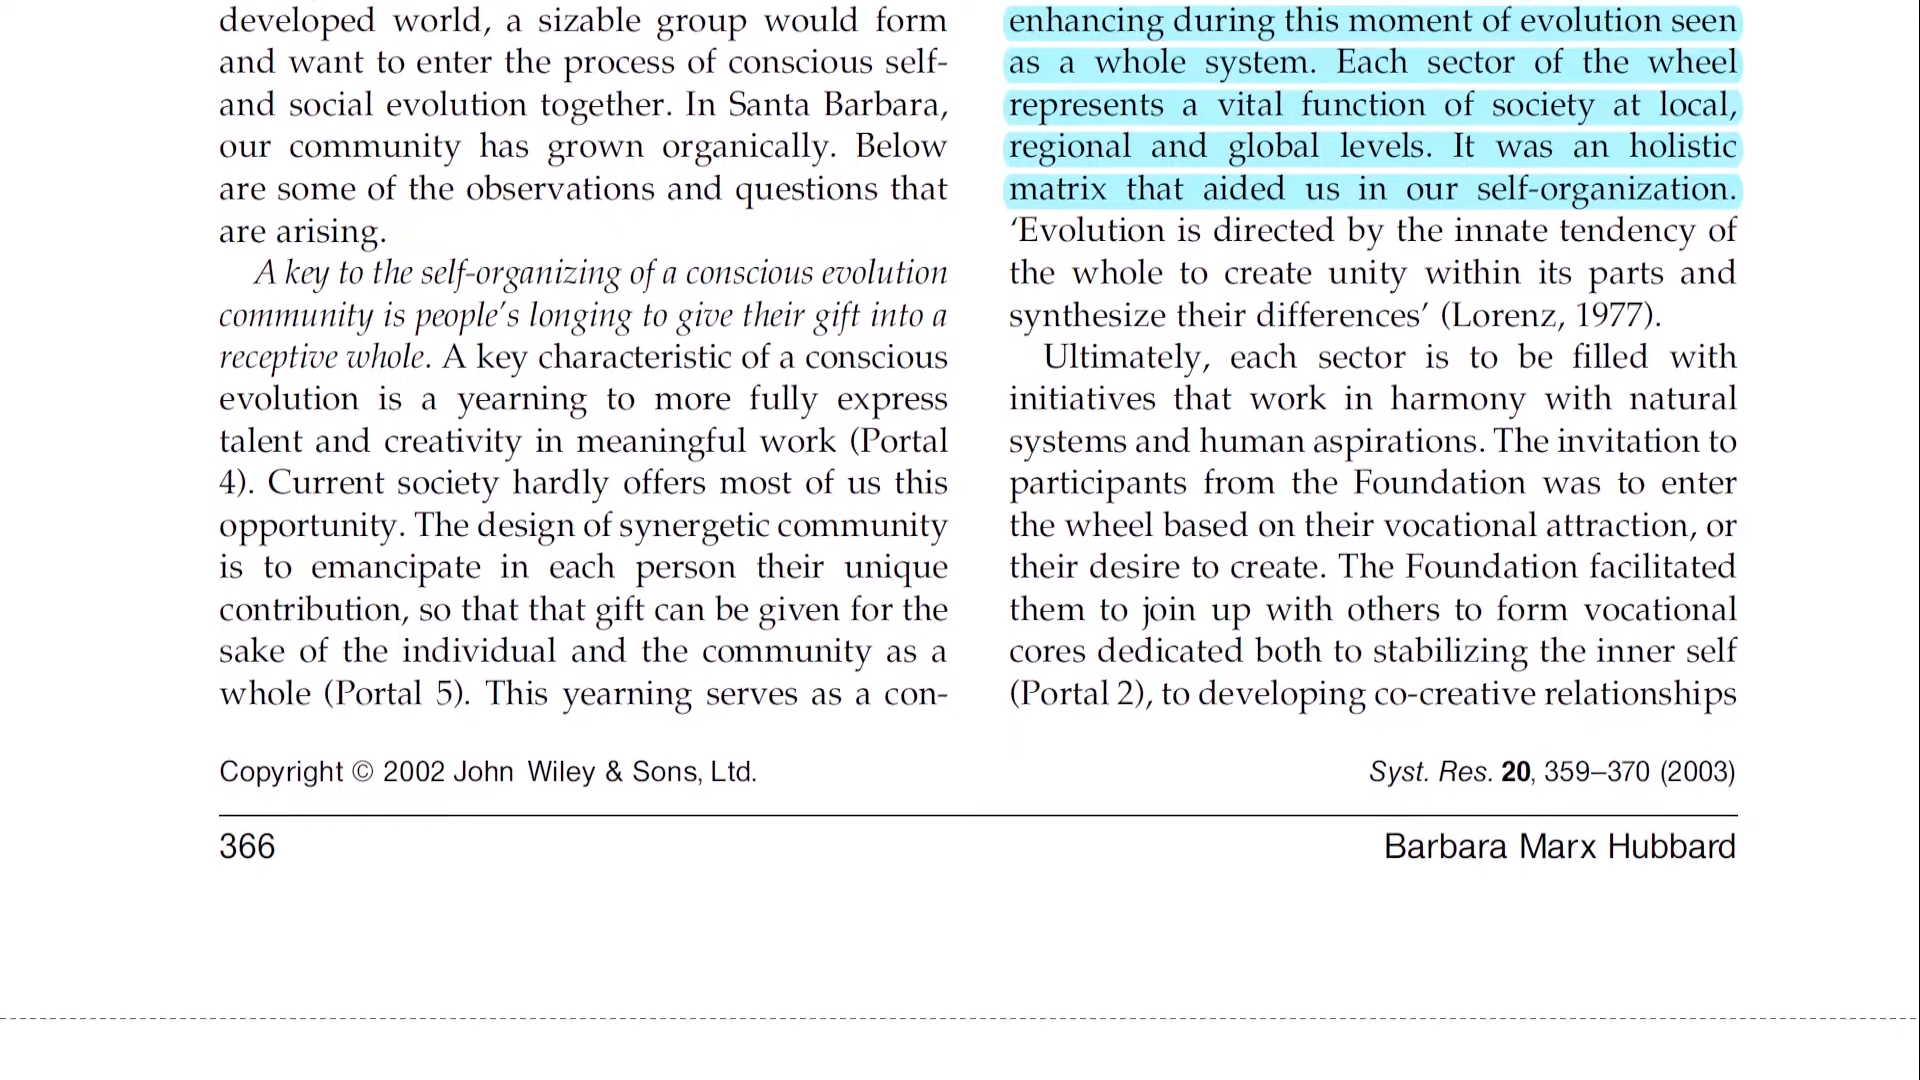 developed world, a sizable group would form
and want to enter the process of conscious self-
and social evolution together. In Santa Barbara,
our community has grown organically. Below
are some of the observations and questions that
are arising.
A key to the self-organizing of a conscious evolution
community is people's longing to give their gift into a
receptive whole. A key characteristic of a conscious
evolution is a yearning to more fully express
talent and creativity in meaningful work (Portal
4). Current society hardly offers most of us this
opportunity. The design of synergetic community
is to emancipate in each person their unique
contribution, so that that gift can be given for the
sake of the individual and the community as a
whole (Portal 5). This yearning serves as a con-
enhancing during this moment of evolution seen
as a whole system. Each sector of the wheel
represents a vital function of society at local,
regional and global levels. It was an holistic
matrix that aided us in our self-organization.
‘Evolution is directed by the innate tendency of
the whole to create unity within its parts and
synthesize their differences’ (Lorenz, 1977).
Ultimately, each sector is to be filled with
initiatives that work in harmony with natural
systems and human aspirations. The invitation to
participants from the Foundation was to enter
the wheel based on their vocational attraction, or
their desire to create. The Foundation facilitated
them to join up with others to form vocational
cores dedicated both to stabilizing the inner self
(Portal 2), to developing co-creative relationships
Copyright © 2002 John Wiley & Sons, Ltd.
Syst. Res. 20, 359–370 (2003)
366
Barbara Marx Hubbard